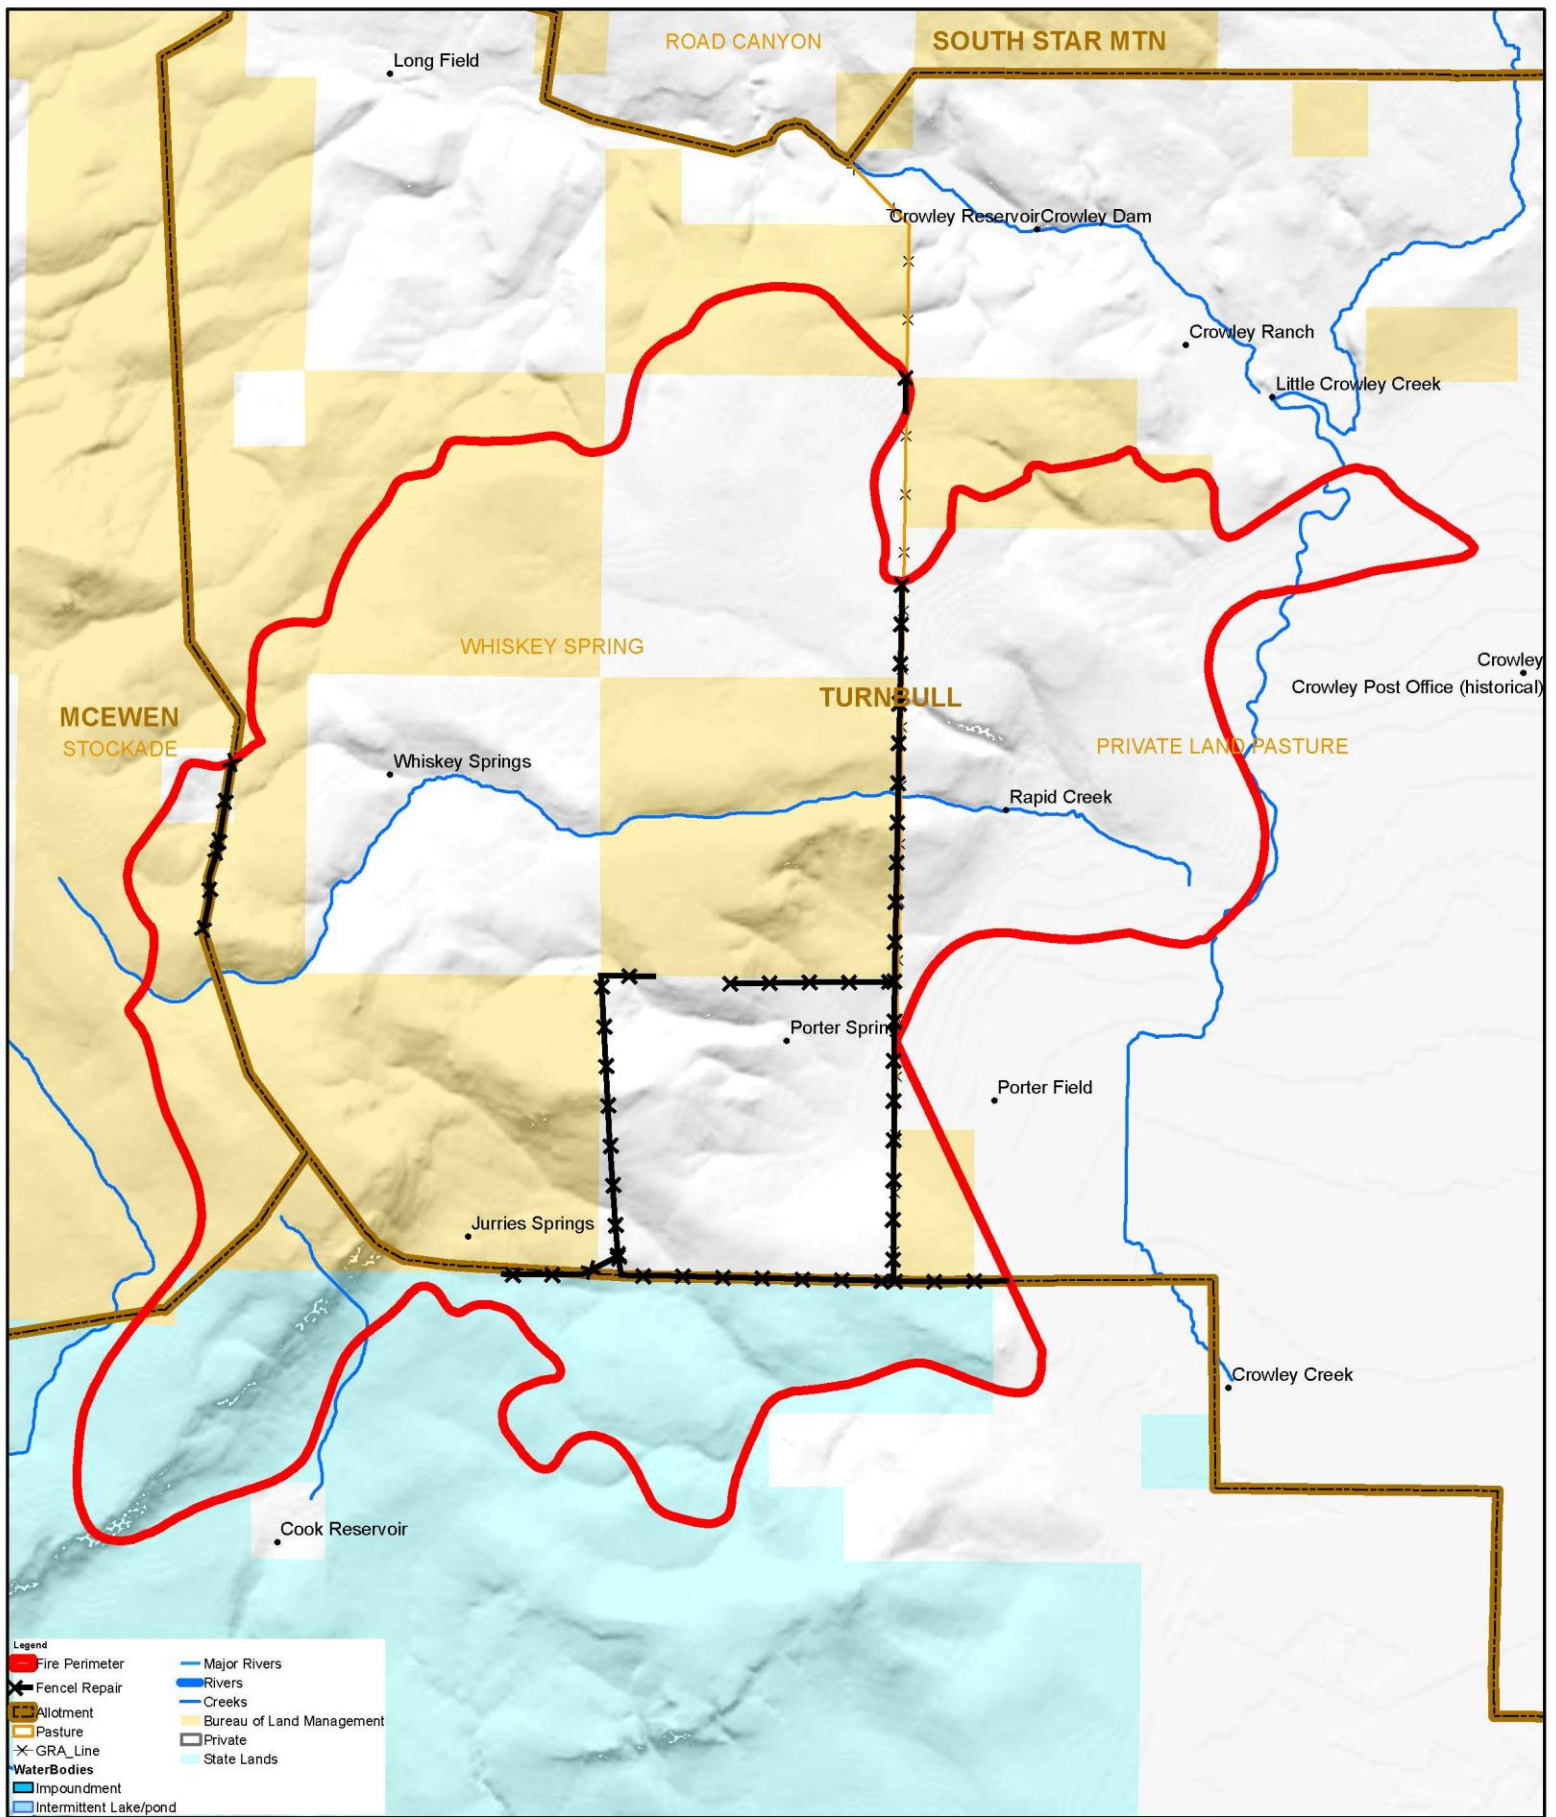 ROAD CANYON
SOUTH STAR MTN
Long Field
Crowley Reservoir
Crowley Dam
Crowley Ranch
Little Crowley Creek
WHISKEY SPRING
Crowley
Crowley Post Office (historical)
TURNBULL
MCEWEN
STOCKADE
PRIVATE LAND PASTURE
Whiskey Springs
Rapid Creek
Porter Sprin
Porter Field
Jurries Springs
Crowley Creek
Cook Reservoir
Legend
Fire Perimeter
Fencel Repair
Allotment
Pasture
GRA_Line
WaterBodies
Impoundment
Intermittent Lake/pond
Major Rivers
Rivers
Creeks
Bureau of Land Management
Private
State Lands